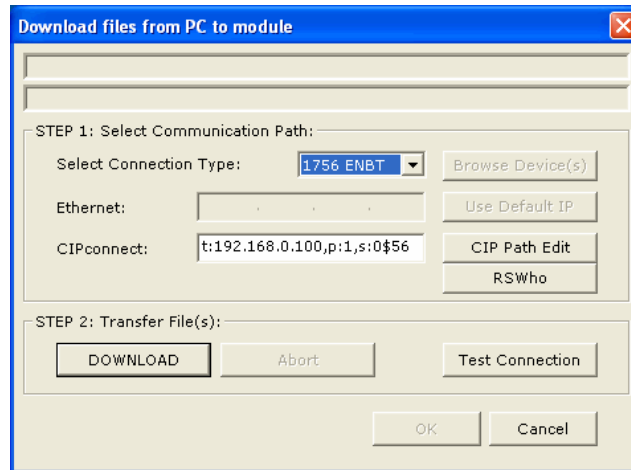 Download files from PC to module
STEP 1: Select Communication Path:
Select Connection Type: 1756 ENBT Browse Device(s)
Ethernet: . . . Use Default IP
CIPconnect: t:192.168.0.100,p:1,s:0$56 CIP Path Edit
RSWho
STEP 2: Transfer File(s):
DOWNLOAD Abort Test Connection
OK Cancel